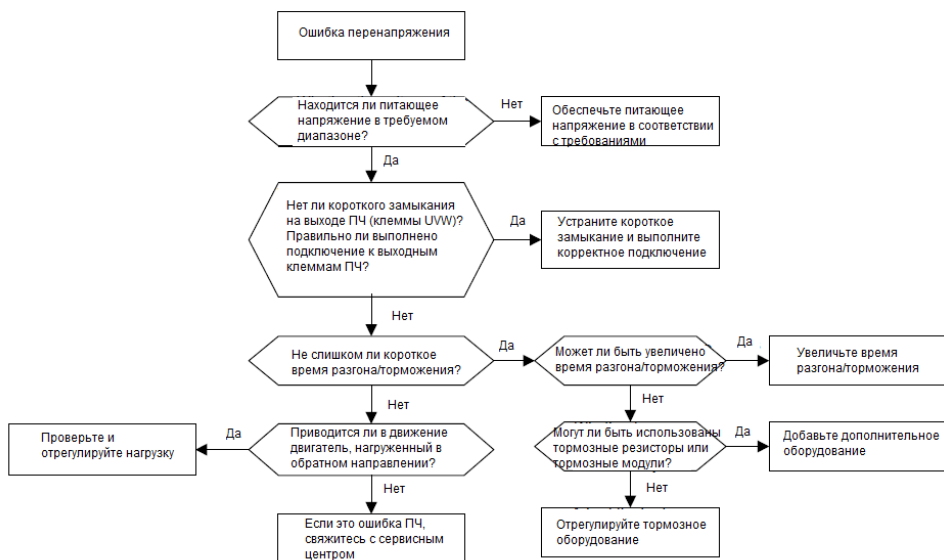 Ошибка перенапряжения
Находится ли питающее
напряжение в требуемом
диапазоне?
Нет
Обеспечьте питающее
напряжение в соответствии
с требованиями
Да
Нет ли короткого замыкания
на выходе ПЧ (клеммы UVW)?
Правильно ли выполнено
подключение к выходным
клеммам ПЧ?
Да
Устраните короткое
замыкание и выполните
корректное подключение
Нет
Не слишком ли короткое
время разгона/торможения?
Да
Может ли быть увеличено
время разгона/торможения?
Да
Увеличьте время
разгона/торможения
Нет
Нет
Проверьте и
отрегулируйте нагрузку
Да
Приводится ли в движение
двигатель, нагруженный в
обратном направлении?
Могут ли быть использованы
тормозные резисторы или
тормозные модули?
Да
Добавьте дополнительное
оборудование
Нет
Нет
Если это ошибка ПЧ,
свяжитесь с сервисным
центром
Отрегулируйте тормозное
оборудование